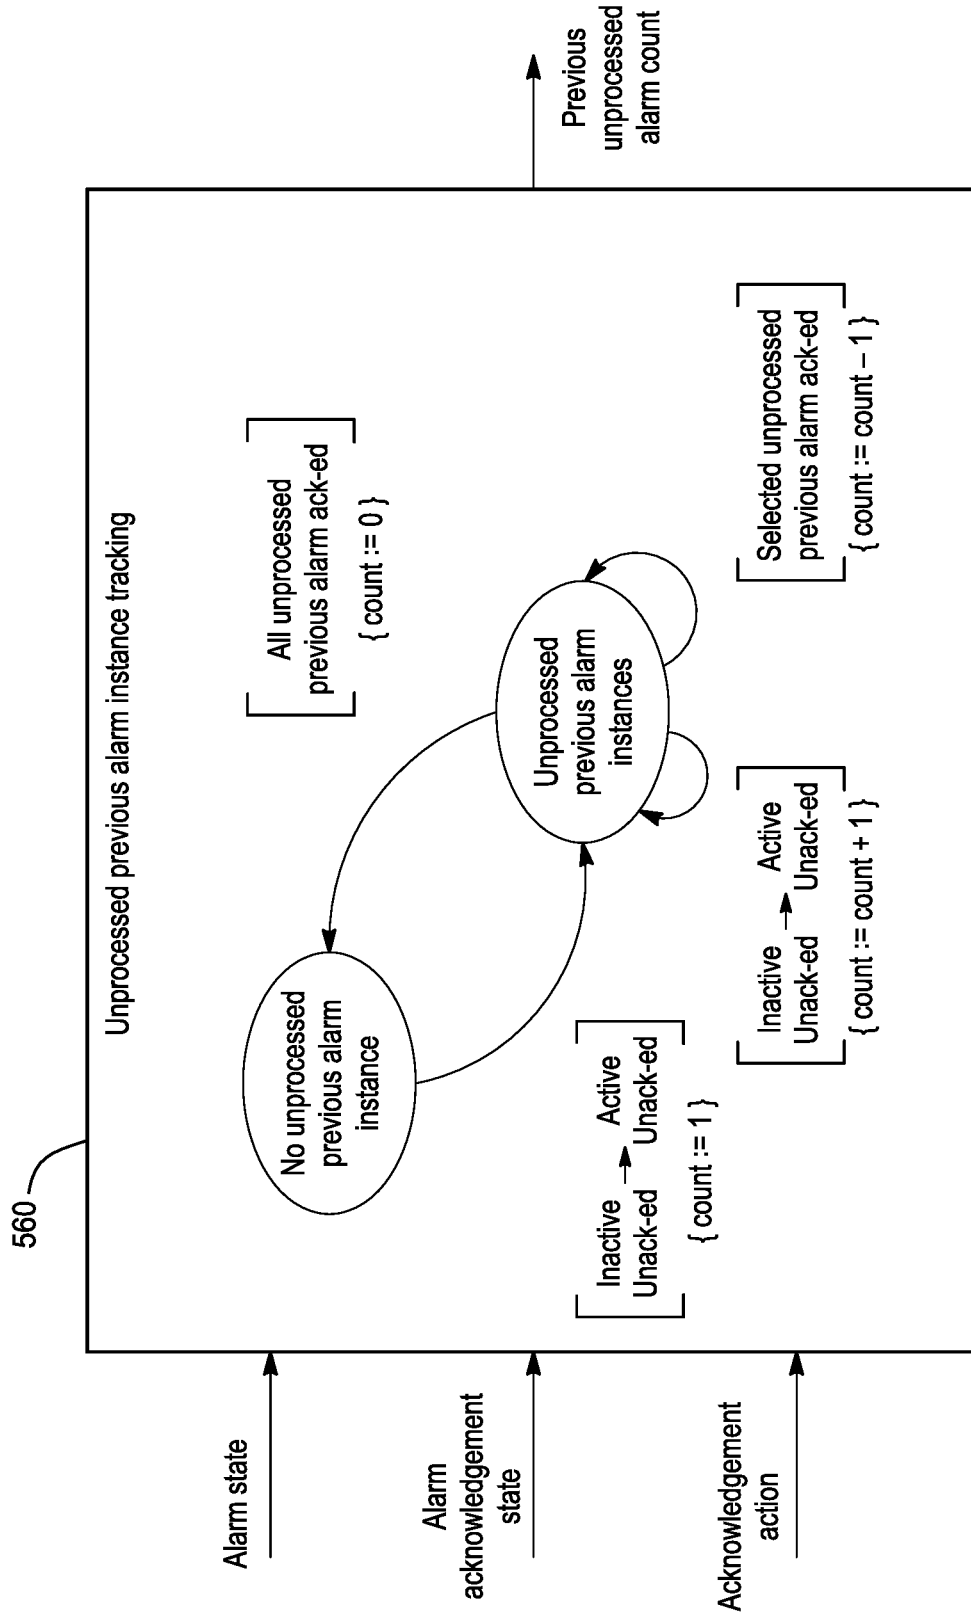 560
Unprocessed previous alarm instance tracking
Alarm state
Alarm
acknowledgement
state
Acknowledgement
action
No unprocessed
previous alarm
instance
All unprocessed
previous alarm ack-ed
{ count := 0 }
Unprocessed
previous alarm
instances
Inactive → Active
Unack-ed Unack-ed
{ count := 1 }
Inactive → Active
Unack-ed Unack-ed
{ count := count + 1 }
Selected unprocessed
previous alarm ack-ed
{ count := count – 1 }
Previous
unprocessed
alarm count